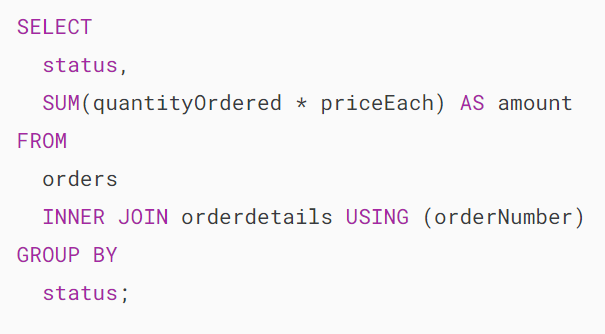 SELECT
  status,
  SUM(quantityOrdered * priceEach) AS amount
FROM
  orders
  INNER JOIN orderdetails USING (orderNumber)
GROUP BY
  status;